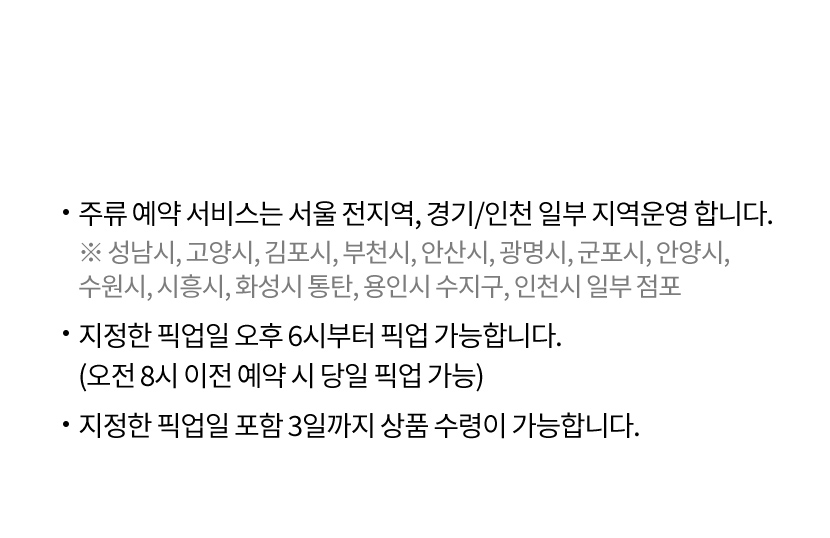 • 주류 예약 서비스는 서울 전지역, 경기/인천 일부 지역운영 합니다.
※ 성남시, 고양시, 김포시, 부천시, 안산시, 광명시, 군포시, 안양시,
수원시, 시흥시, 화성시 통탄, 용인시 수지구, 인천시 일부 점포
• 지정한 픽업일 오후 6시부터 픽업 가능합니다.
(오전 8시 이전 예약 시 당일 픽업 가능)
• 지정한 픽업일 포함 3일까지 상품 수령이 가능합니다.